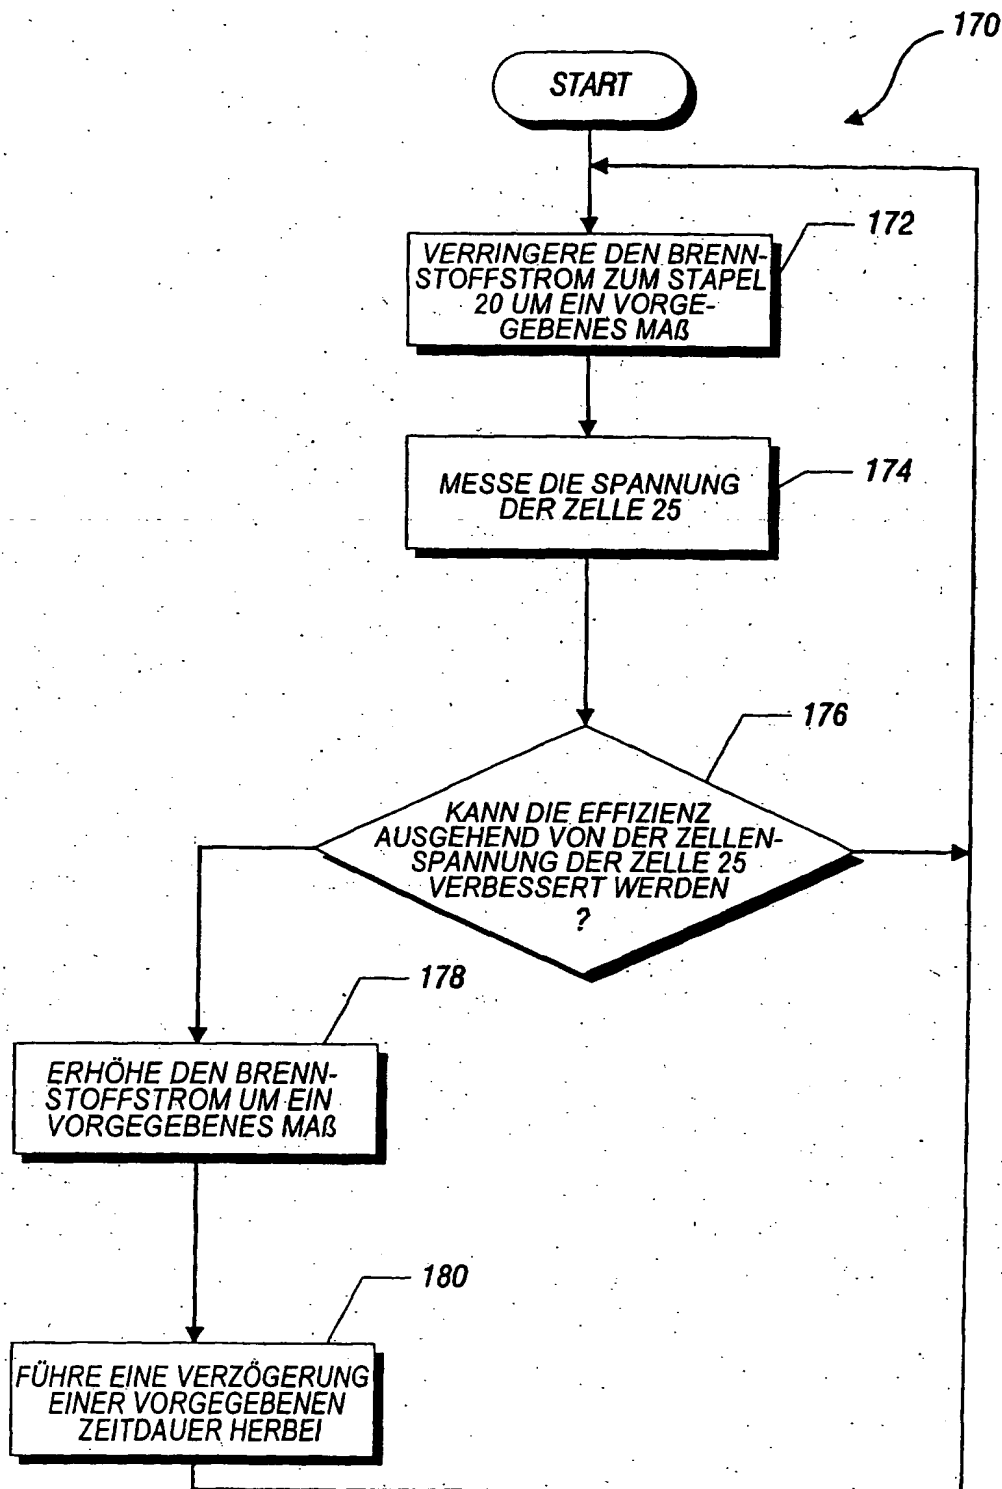 170
START
172
VERRINGERE DEN BRENN-
STOFFSTROM ZUM STAPEL
20 UM EIN VORGE-
GEBENES MAß
174
MESSE DIE SPANNUNG
DER ZELLE 25
176
KANN DIE EFFIZIENZ
AUSGEHEND VON DER ZELLEN-
SPANNUNG DER ZELLE 25
VERBESSERT WERDEN
?
178
ERHÖHE DEN BRENN-
STOFFSTROM UM EIN
VORGEGEBENES MAß
180
FÜHRE EINE VERZÖGERUNG
EINER VORGEGEBENEN
ZEITDAUER HERBEI